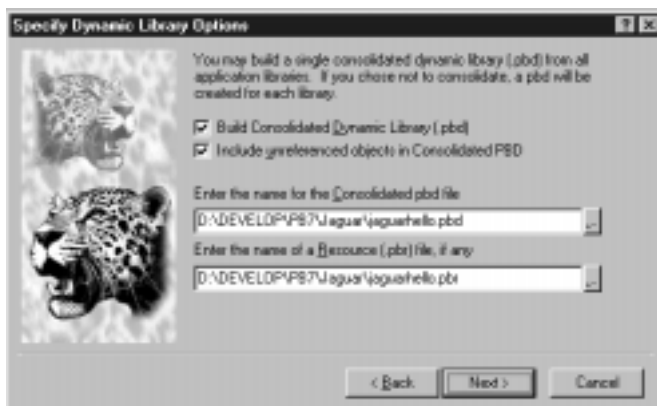 Specify Dynamic Library Options
You may build a single consolidated dynamic library (.pbd) from all
application libraries. If you chose not to consolidate, a pbd will be
created for each library.
Build Consolidated Dynamic Library (.pbd)
Include unreferenced objects in Consolidated PBD
Enter the name for the Consolidated pbd file
D:\DEVELOP\PB7\Jaguar\jaguarhello.pbd
...
Enter the name of a Resource (.pbr) file, if any
D:\DEVELOP\PB7\Jaguar\jaguarhello.pbr
...
< Back
Next >
Cancel